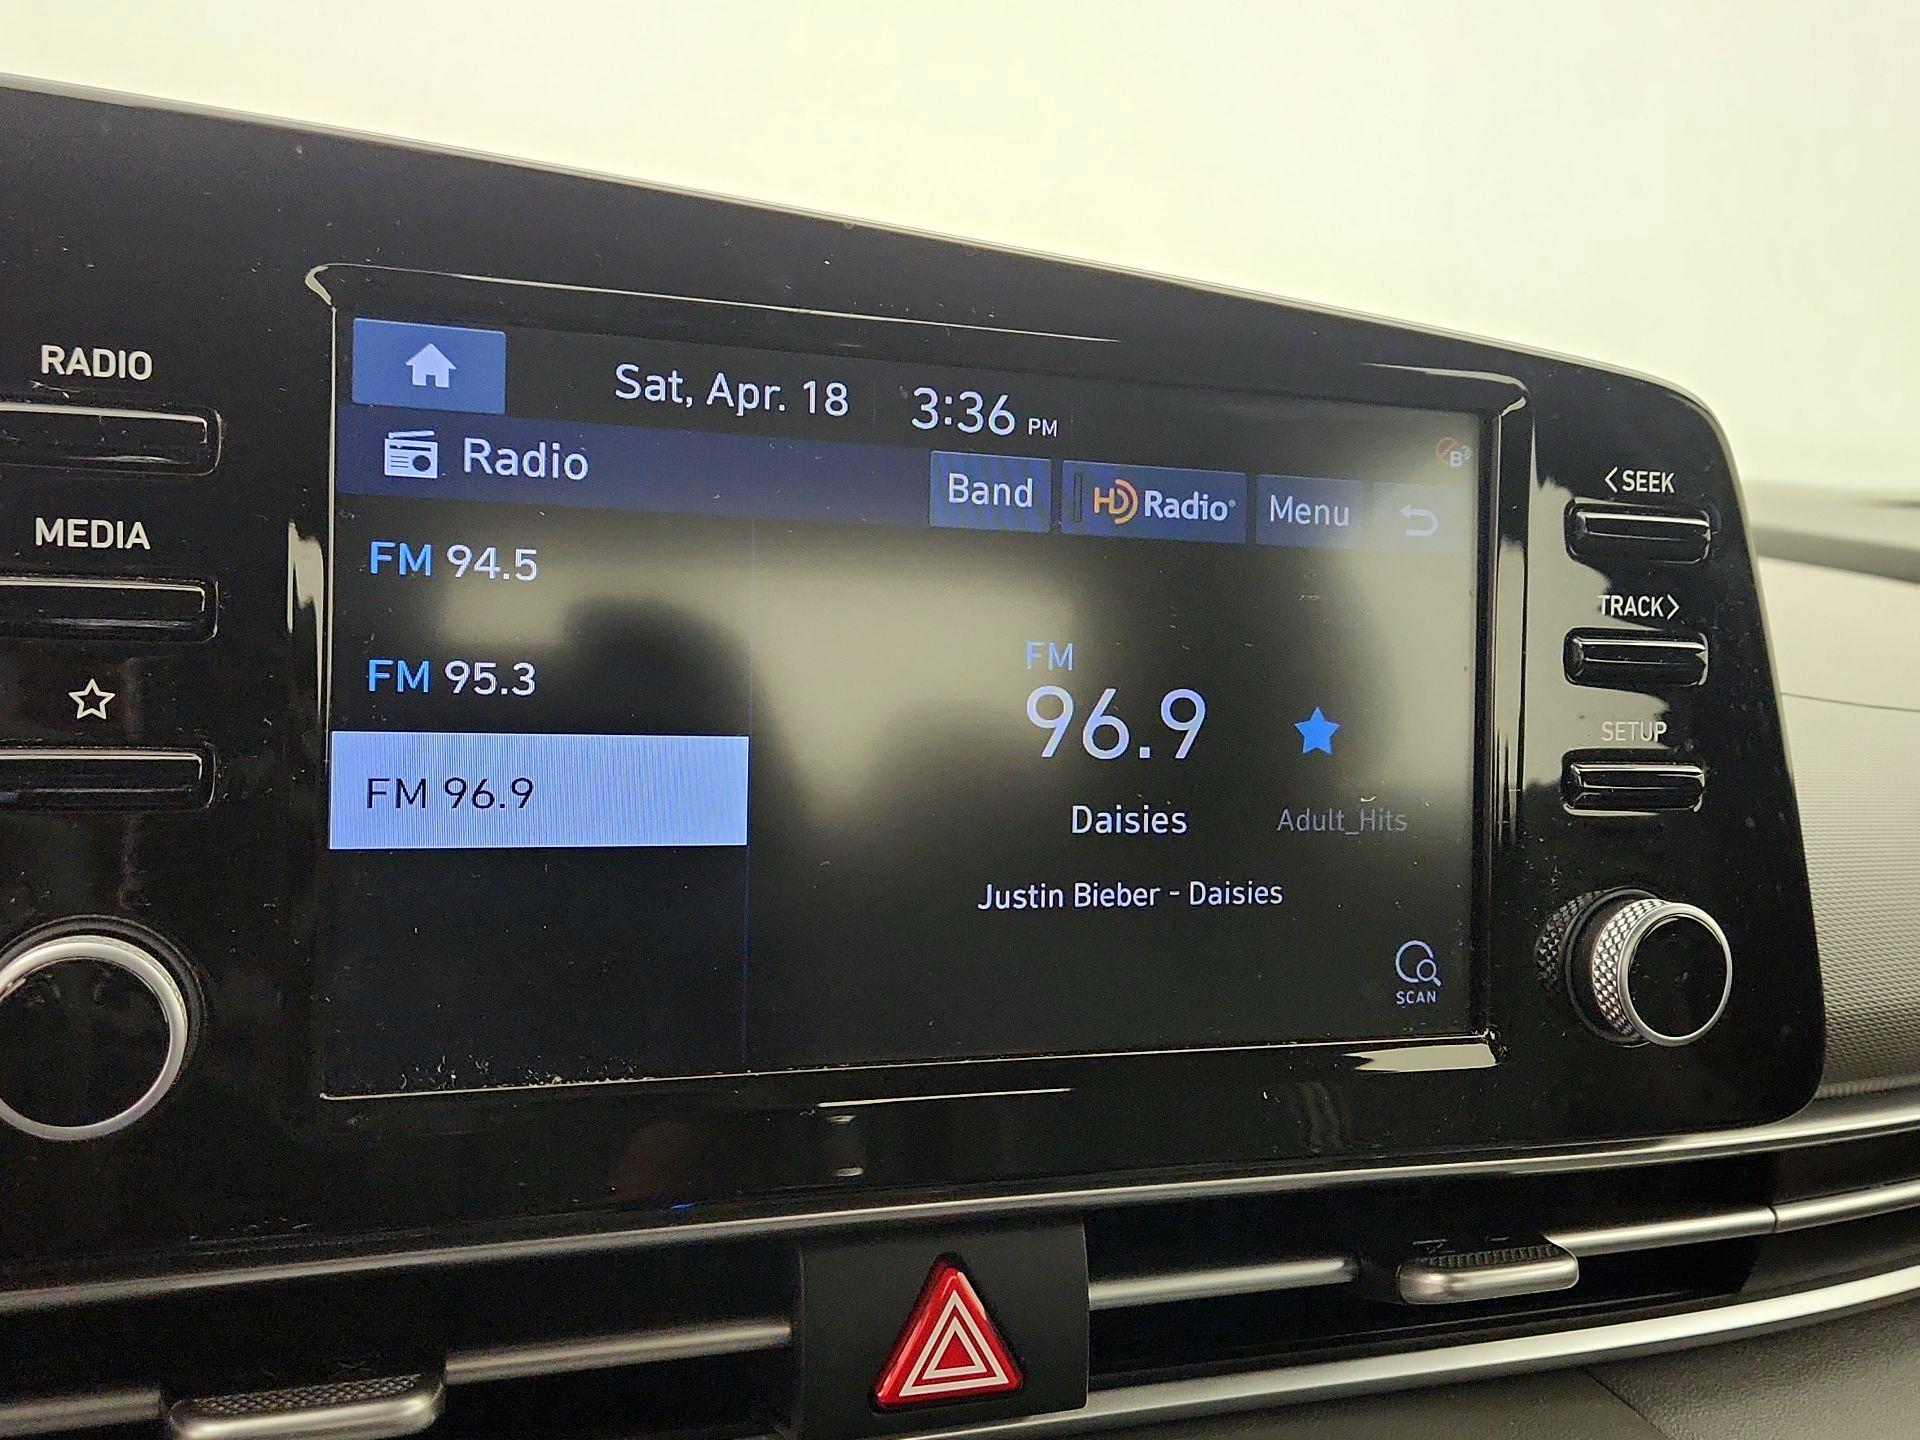 RADIO
MEDIA
Sat, Apr. 18 3:36 PM
Radio
Band HD Radio® Menu
FM 94.5
FM 95.3
FM 96.9
FM
96.9
Daisies Adult_Hits
Justin Bieber - Daisies
SCAN
<SEEK
TRACK>
SETUP